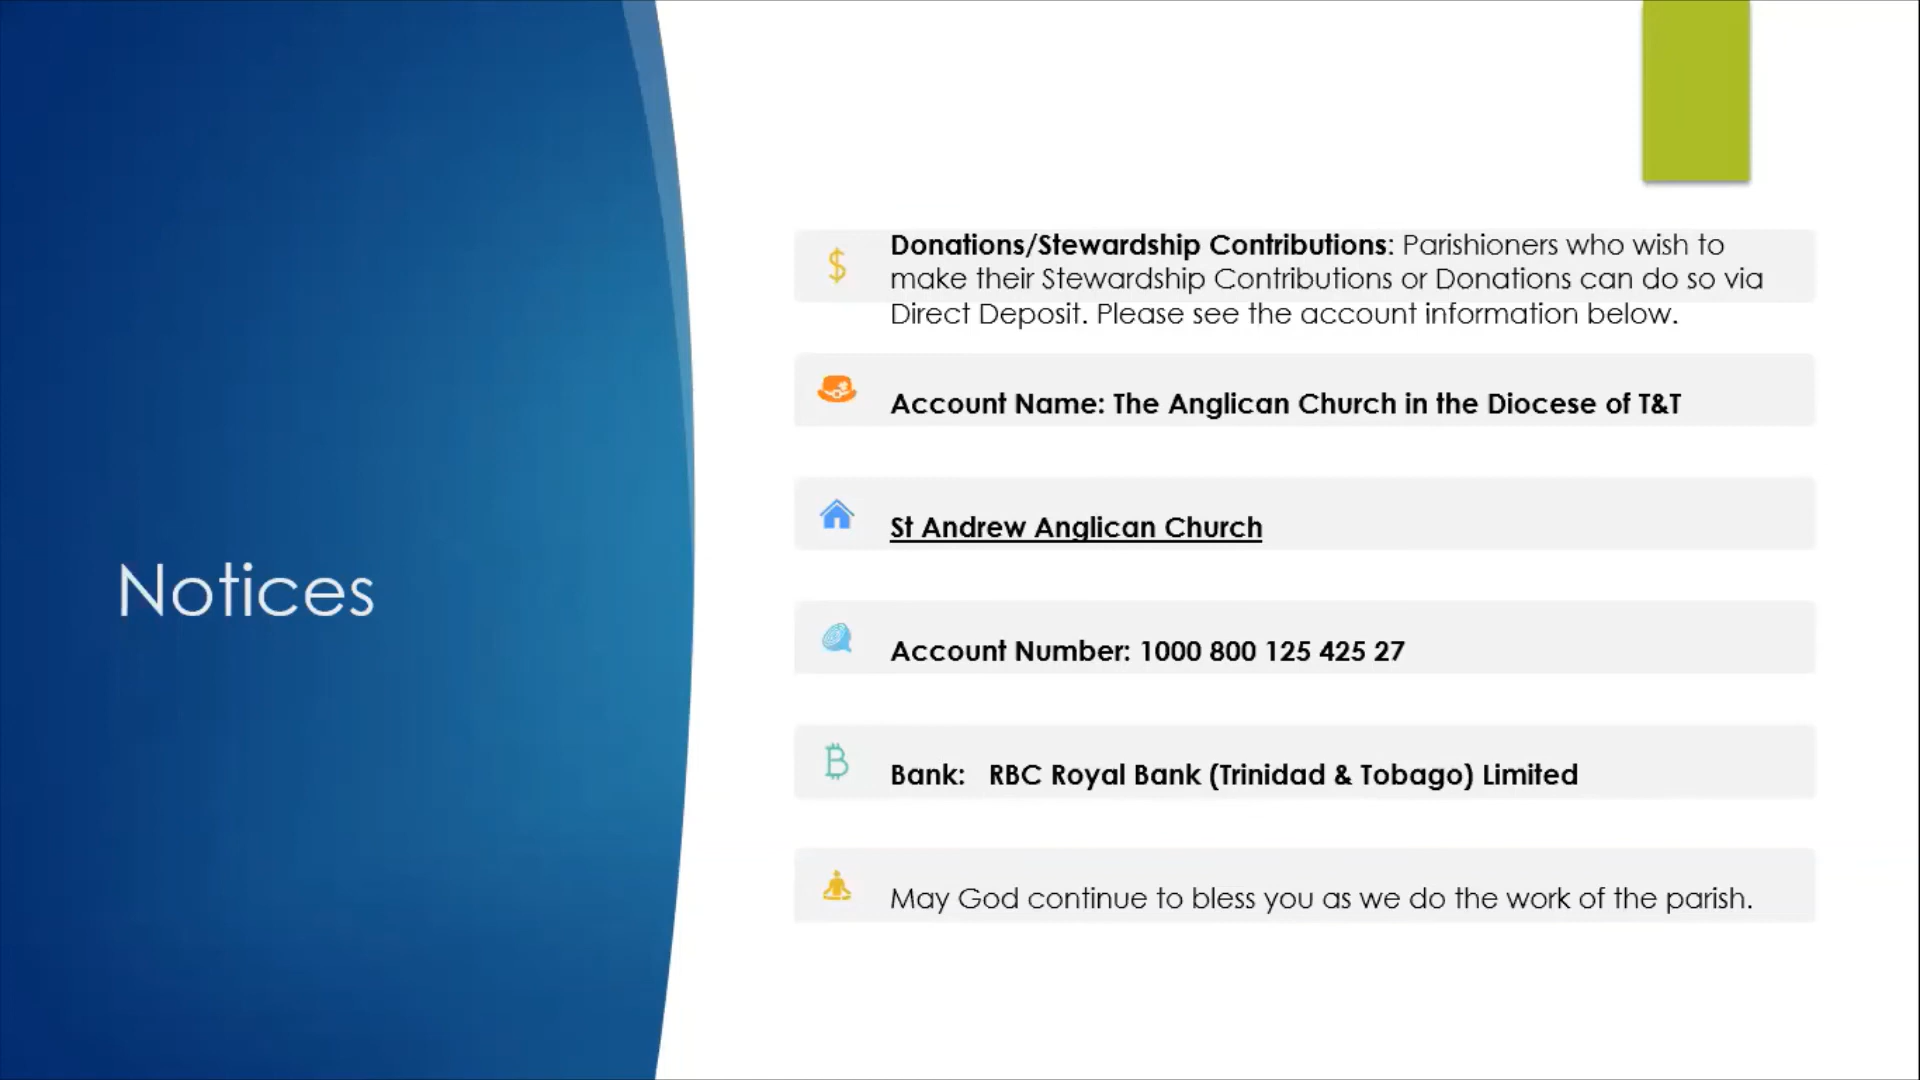 Notices
Donations/Stewardship Contributions: Parishioners who wish to
make their Stewardship Contributions or Donations can do so via
Direct Deposit. Please see the account information below.
Account Name: The Anglican Church in the Diocese of T&T
St Andrew Anglican Church
Account Number: 1000 800 125 425 27
Bank:   RBC Royal Bank (Trinidad & Tobago) Limited
May God continue to bless you as we do the work of the parish.